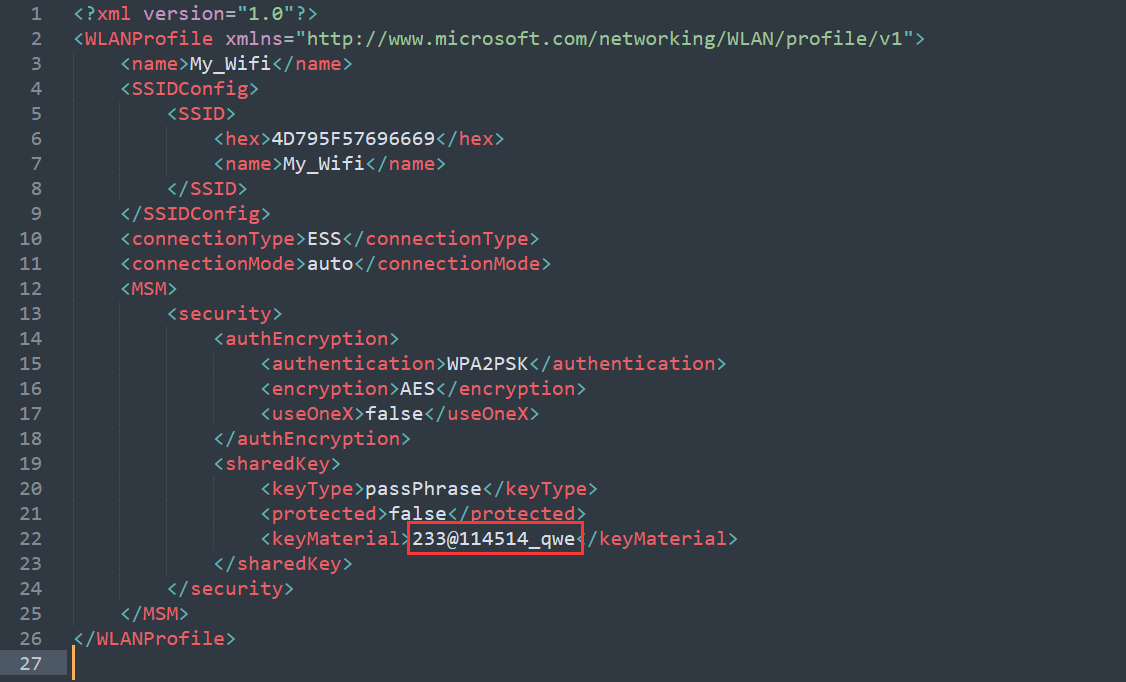 1 <?xml version="1.0"?>
2 <WLANProfile xmlns="http://www.microsoft.com/networking/WLAN/profile/v1">
3     <name>My_Wifi</name>
4     <SSIDConfig>
5         <SSID>
6             <hex>4D795F57696669</hex>
7             <name>My_Wifi</name>
8         </SSID>
9     </SSIDConfig>
10     <connectionType>ESS</connectionType>
11     <connectionMode>auto</connectionMode>
12     <MSM>
13         <security>
14             <authEncryption>
15                 <authentication>WPA2PSK</authentication>
16                 <encryption>AES</encryption>
17                 <useOneX>false</useOneX>
18             </authEncryption>
19             <sharedKey>
20                 <keyType>passPhrase</keyType>
21                 <protected>false</protected>
22                 <keyMaterial>233@114514_qwe</keyMaterial>
23             </sharedKey>
24         </security>
25     </MSM>
26 </WLANProfile>
27